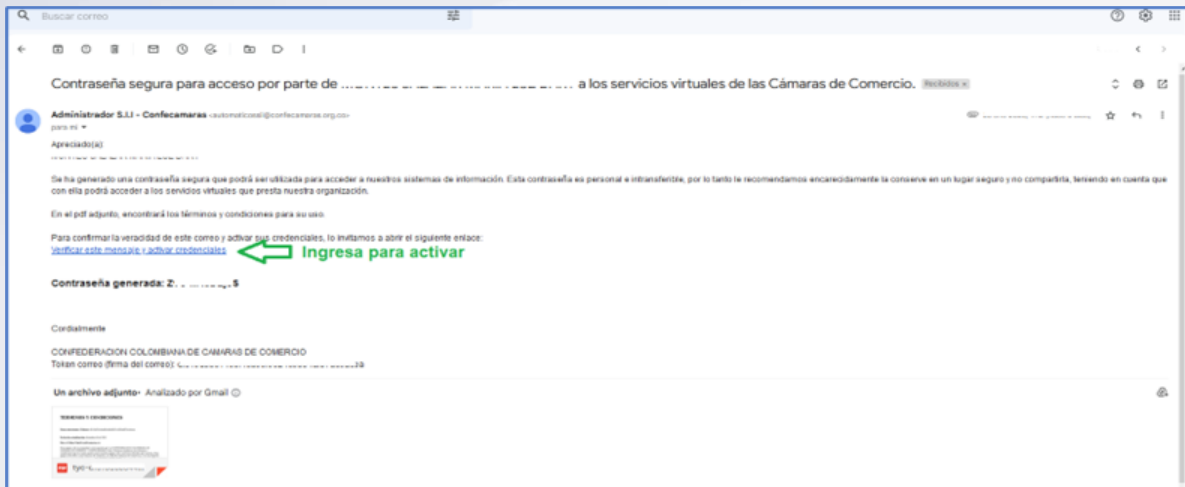 Buscar correo
Contraseña segura para acceso por parte de a los servicios virtuales de las Cámaras de Comercio. Recibidos x
Administrador S.I.I - Confecamaras
para mí
Apreciado(a):
Se ha generado una contraseña segura que podrá ser utilizada para acceder a nuestros sistemas de información. Esta contraseña es personal e intransferible, por lo tanto le recomendamos encarecidamente la conserve en un lugar seguro y no compartirla, teniendo en cuenta que
con ella podrá acceder a los servicios virtuales que presta nuestra organización.
En el pdf adjunto, encontrará los términos y condiciones para su uso.
Para confirmar la veracidad de este correo y activar sus credenciales, lo invitamos a abrir el siguiente enlace:
Verificar este mensaje y activar credenciales
Ingresa para activar
Contraseña generada:
Cordialmente
CONFEDERACION COLOMBIANA DE CAMARAS DE COMERCIO
Token correo (firma del correo):
Un archivo adjunto • Analizado por Gmail
TERMINOS Y CONDICIONES